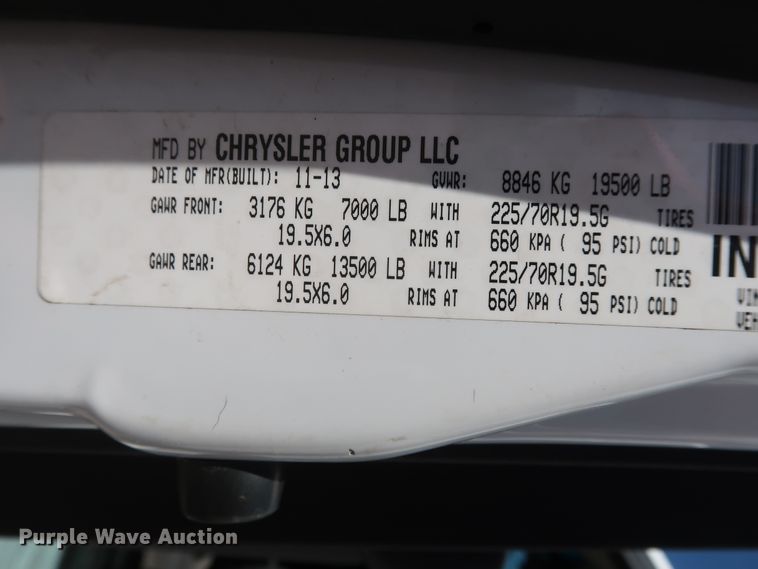 MFD BY CHRYSLER GROUP LLC
DATE OF MFR(BUILT): 11-13 GVWR: 8846 KG 19500 LB
GAWR FRONT: 3176 KG 7000 LB WITH 225/70R19.5G TIRES
19.5X6.0 RIMS AT 660 KPA ( 95 PSI) COLD
GAWR REAR: 6124 KG 13500 LB WITH 225/70R19.5G TIRES
19.5X6.0 RIMS AT 660 KPA ( 95 PSI) COLD
IN
VIN
VEH
Purple Wave Auction